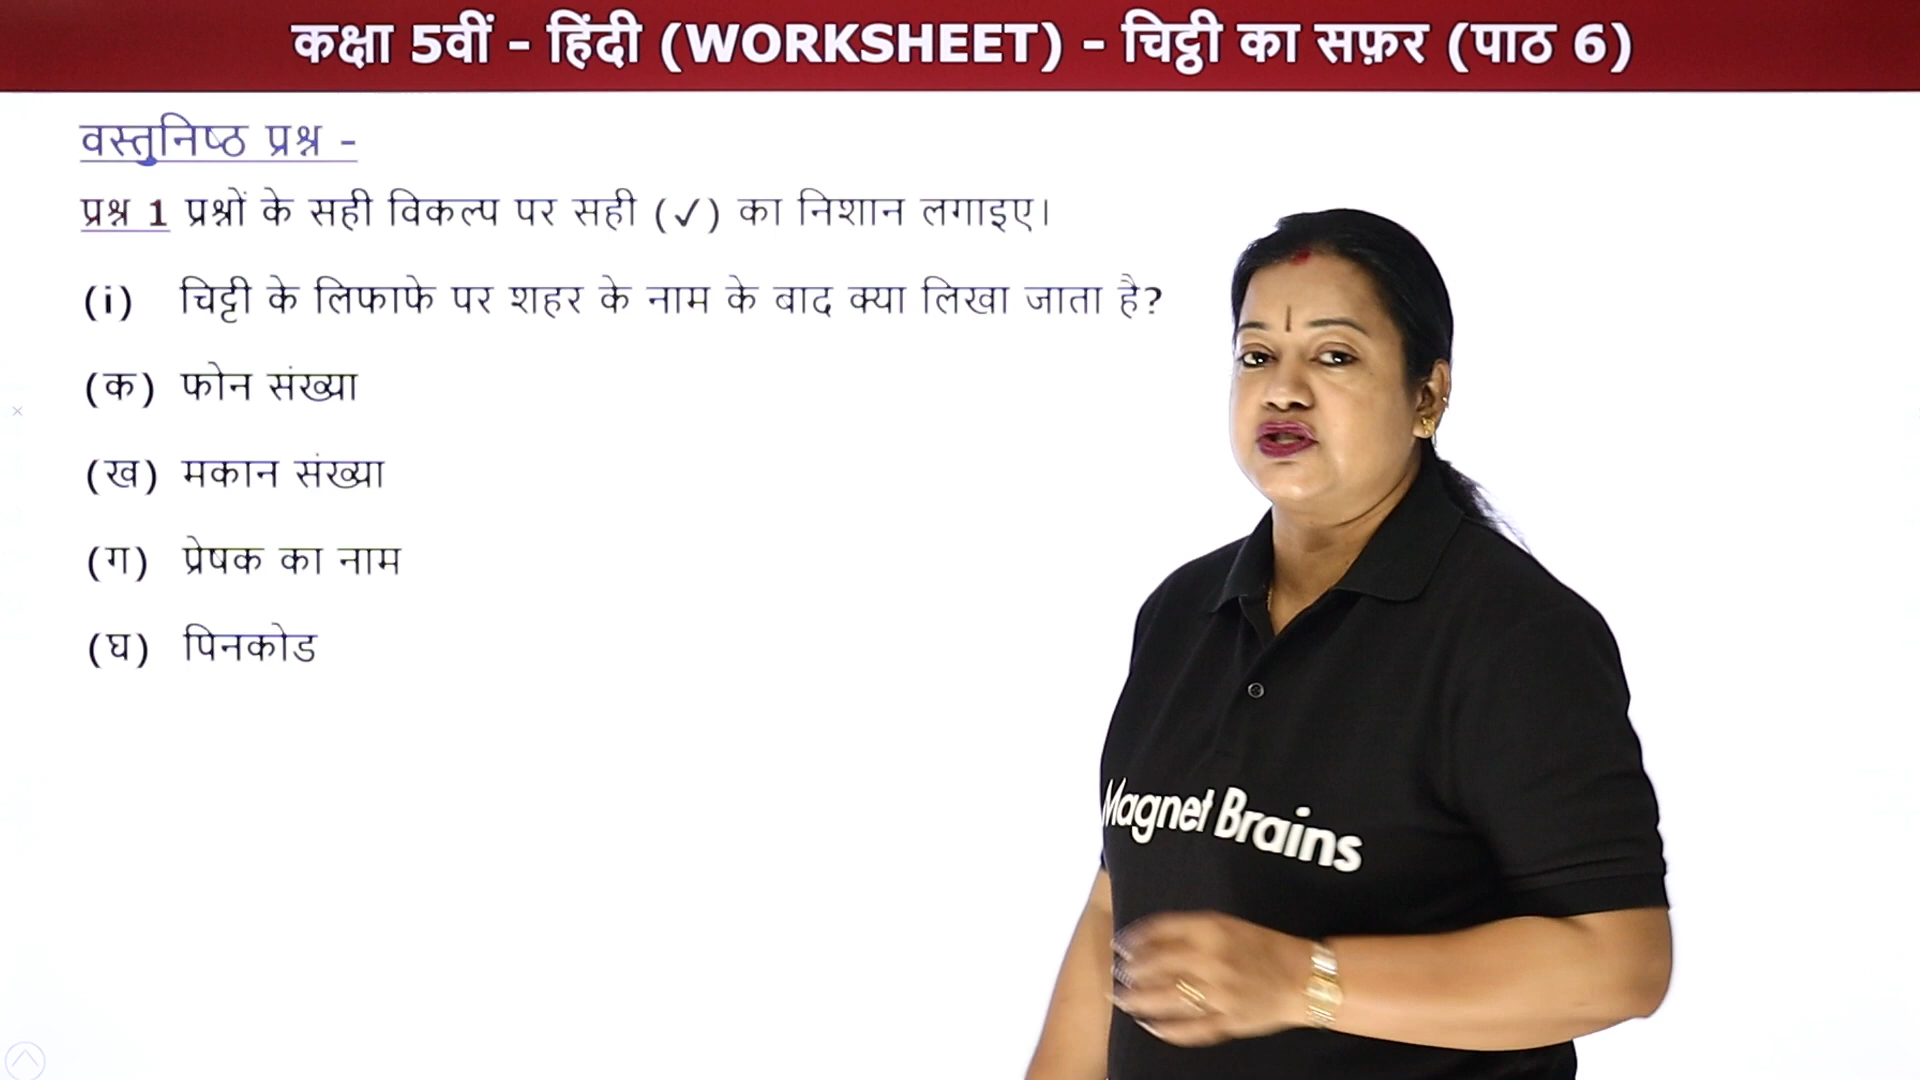 कक्षा 5वीं - हिंदी (WORKSHEET) - चिट्ठी का सफ़र (पाठ 6)
वस्तुनिष्ठ प्रश्न -
प्रश्न 1 प्रश्नों के सही विकल्प पर सही (✓) का निशान लगाइए।
(i) चिट्टी के लिफाफे पर शहर के नाम के बाद क्या लिखा जाता है?
(क) फोन संख्या
(ख) मकान संख्या
(ग) प्रेषक का नाम
(घ) पिनकोड
Magnet Brains